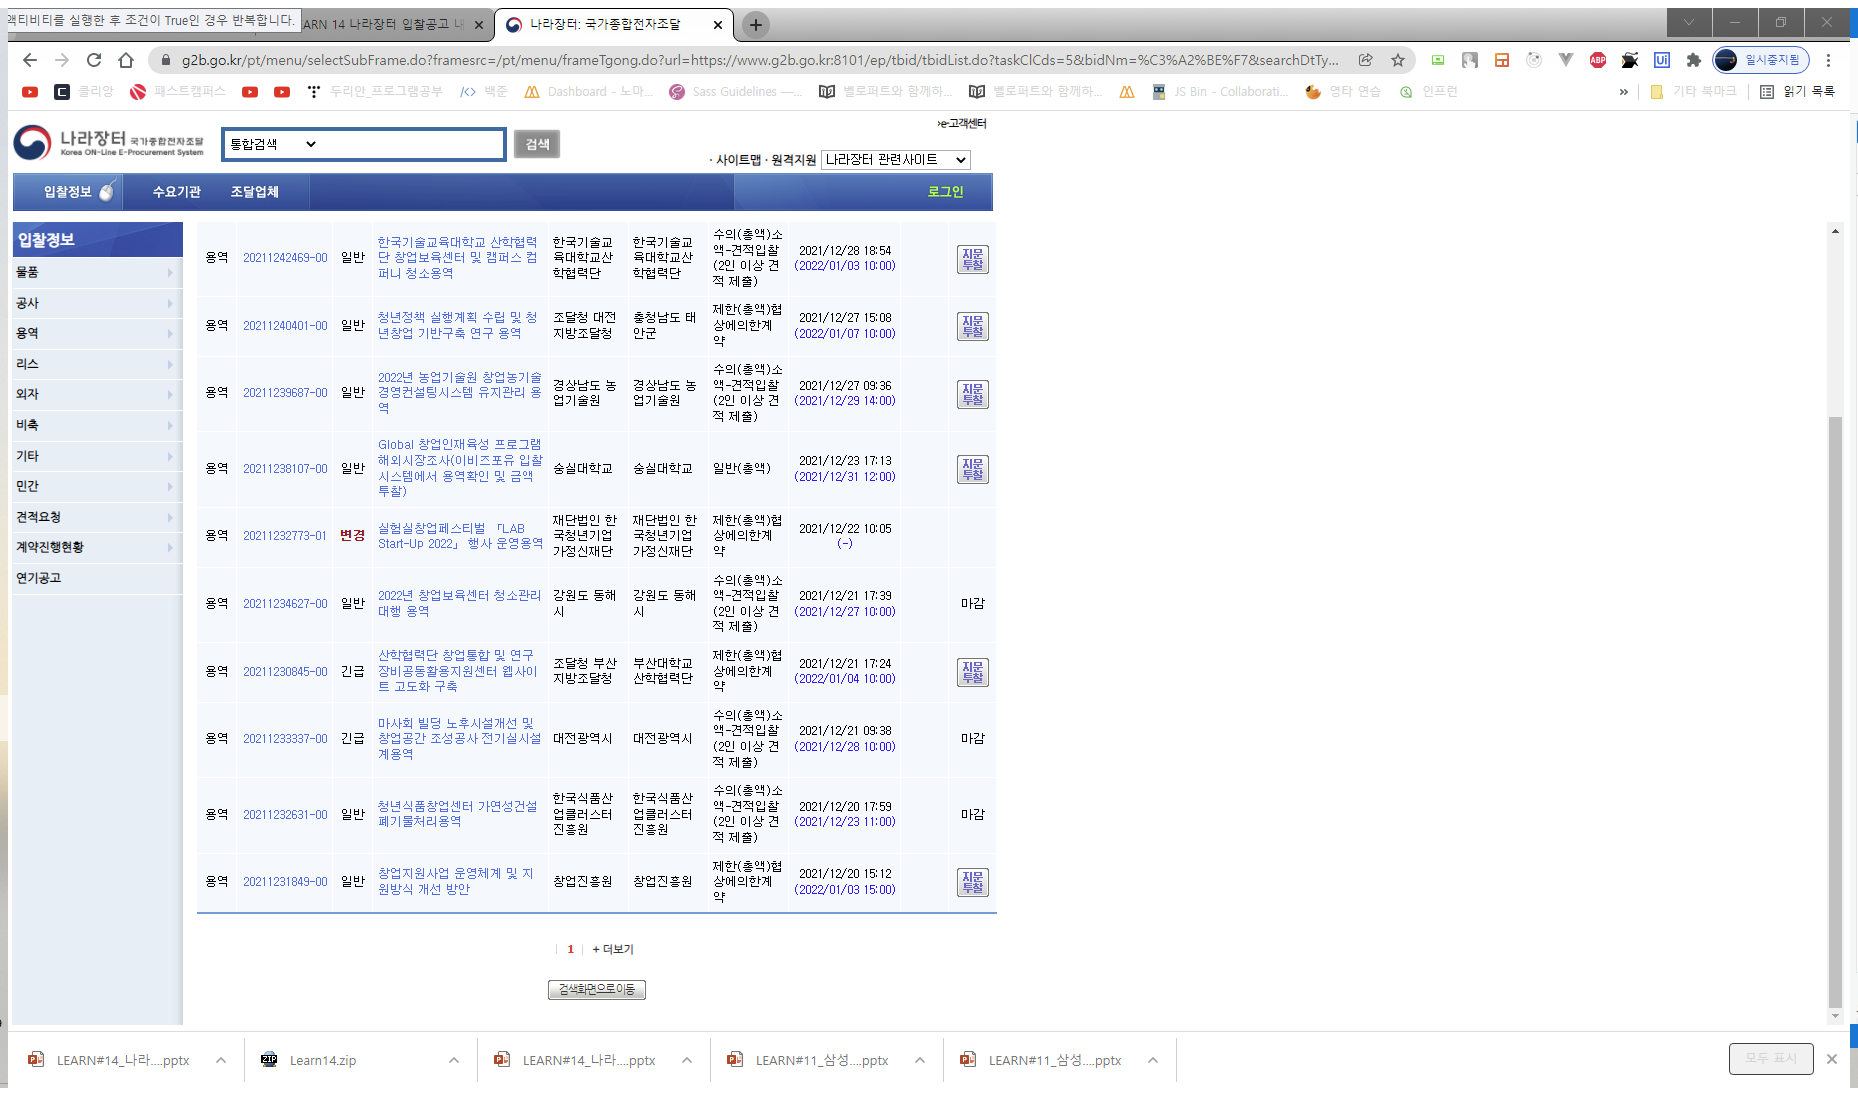 액티비티를 실행한 후 조건이 True인 경우 반복합니다.
ARN 14 나라장터 입찰공고 내
나라장터: 국가종합전자조달
g2b.go.kr/pt/menu/selectSubFrame.do?framesrc=/pt/menu/frameTgong.do?url=https://www.g2b.go.kr:8101/ep/tbid/tbidList.do?taskClCds=5&bidNm=%C3%A2%BE%F7&searchDtTy...
ABP
Ui
일시중지됨
클리앙
패스트캠퍼스
두리안_프로그램공부
백준
Dashboard - 노마...
Sass Guidelines —...
벨로퍼트와 함께하...
벨로퍼트와 함께하...
JS Bin - Collaborati...
영타 연습
인프런
»
기타 북마크
읽기 목록
나라장터 국가종합전자조달
Korea ON-Line E-Procurement System
통합검색
검색
>e-고객센터
· 사이트맵 · 원격지원
나라장터 관련사이트
입찰정보
수요기관
조달업체
로그인
입찰정보
물품
공사
용역
리스
외자
비축
기타
민간
견적요청
계약진행현황
연기공고
용역 20211242469-00 일반
한국기술교육대학교 산학협력
단 창업보육센터 및 캠퍼스 컴
퍼니 청소용역
한국기술교
육대학교산
학협력단
한국기술교
육대학교산
학협력단
수의(총액)소
액-견적입찰
(2인 이상 견
적 제출)
2021/12/28 18:54
(2022/01/03 10:00)
지문
투찰
용역 20211240401-00 일반
청년정책 실행계획 수립 및 청
년창업 기반구축 연구 용역
조달청 대전
지방조달청
충청남도 태
안군
제한(총액)협
상에의한계
약
2021/12/27 15:08
(2022/01/07 10:00)
지문
투찰
용역 20211239687-00 일반
2022년 농업기술원 창업농기술
경영컨설팅시스템 유지관리 용
역
경상남도 농
업기술원
경상남도 농
업기술원
수의(총액)소
액-견적입찰
(2인 이상 견
적 제출)
2021/12/27 09:36
(2021/12/29 14:00)
지문
투찰
용역 20211238107-00 일반
Global 창업인재육성 프로그램
해외시장조사(이비즈포유 입찰
시스템에서 용역확인 및 금액
투찰)
숭실대학교
숭실대학교
일반(총액)
2021/12/23 17:13
(2021/12/31 12:00)
지문
투찰
용역 20211232773-01 변경
실험실창업페스티벌 「LAB
Start-Up 2022」 행사 운영용역
재단법인 한
국청년기업
가정신재단
재단법인 한
국청년기업
가정신재단
제한(총액)협
상에의한계
약
2021/12/22 10:05
(-)
용역 20211234627-00 일반
2022년 창업보육센터 청소관리
대행 용역
강원도 동해
시
강원도 동해
시
수의(총액)소
액-견적입찰
(2인 이상 견
적 제출)
2021/12/21 17:39
(2021/12/27 10:00)
마감
용역 20211230845-00 긴급
산학협력단 창업통합 및 연구
장비공동활용지원센터 웹사이
트 고도화 구축
조달청 부산
지방조달청
부산대학교
산학협력단
제한(총액)협
상에의한계
약
2021/12/21 17:24
(2022/01/04 10:00)
지문
투찰
용역 20211233337-00 긴급
마사회 빌딩 노후시설개선 및
창업공간 조성공사 전기실시설
계용역
대전광역시
대전광역시
수의(총액)소
액-견적입찰
(2인 이상 견
적 제출)
2021/12/21 09:38
(2021/12/28 10:00)
마감
용역 20211232631-00 일반
청년식품창업센터 가연성건설
폐기물처리용역
한국식품산
업클러스터
진흥원
한국식품산
업클러스터
진흥원
수의(총액)소
액-견적입찰
(2인 이상 견
적 제출)
2021/12/20 17:59
(2021/12/23 11:00)
마감
용역 20211231849-00 일반
창업지원사업 운영체계 및 지
원방식 개선 방안
창업진흥원
창업진흥원
제한(총액)협
상에의한계
약
2021/12/20 15:12
(2022/01/03 15:00)
지문
투찰
1
+ 더보기
검색화면으로이동
LEARN#14_나라....pptx
Learn14.zip
LEARN#14_나라....pptx
LEARN#11_삼성....pptx
LEARN#11_삼성....pptx
모두 표시